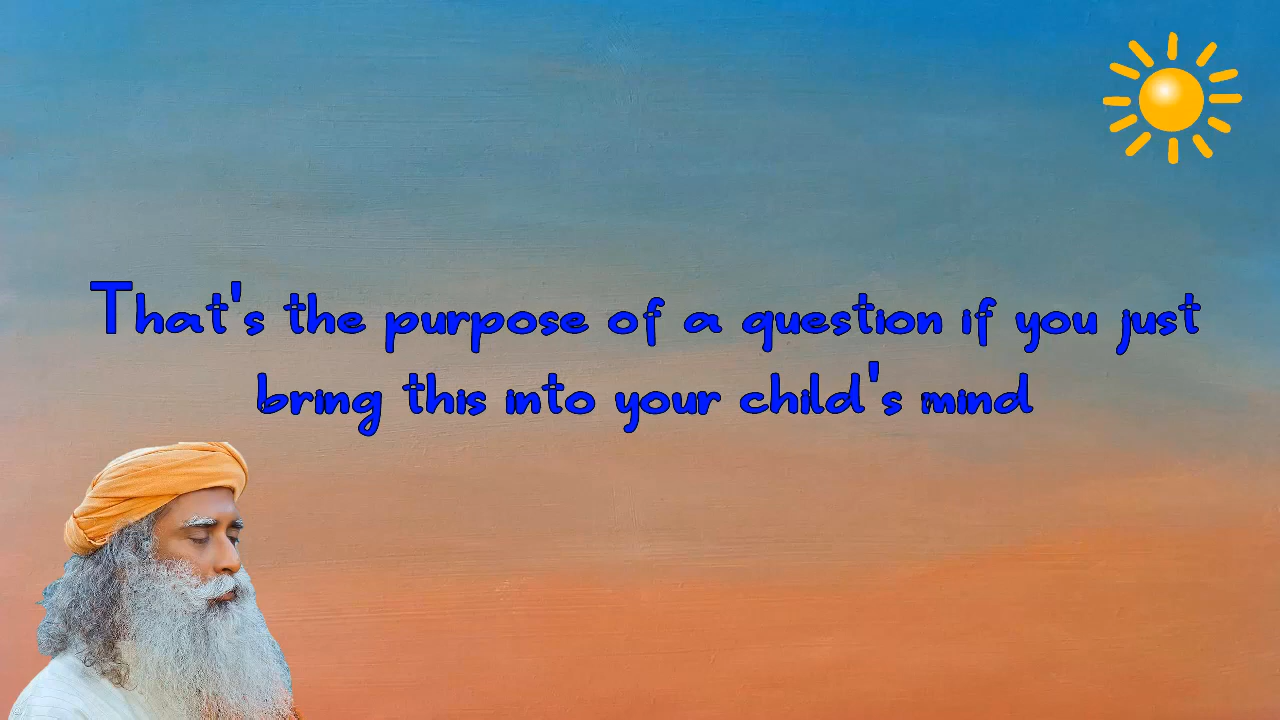 That's the purpose of a question if you just
bring this into your child's mind